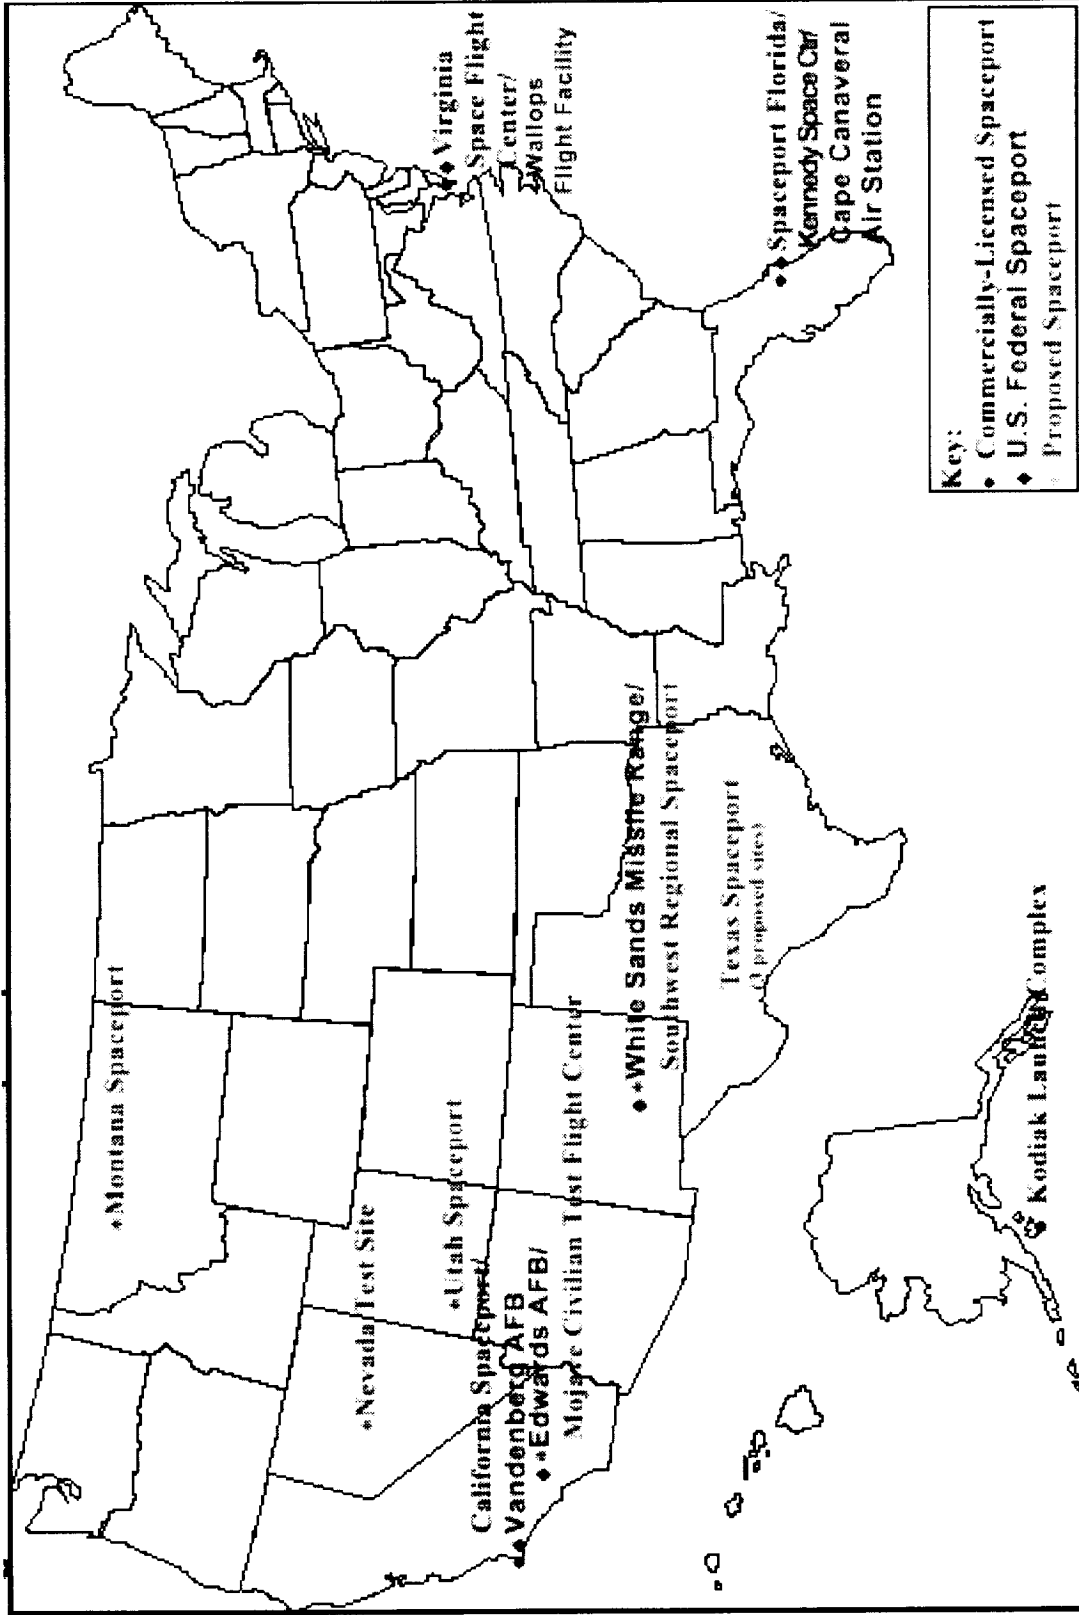 Montana Spaceport
Nevada Test Site
Utah Spaceport
California Spaceport/
Vandenberg AFB
Edwards AFB/
Mojave Civilian Test Flight Center
White Sands Missile Range/
Southwest Regional Spaceport
Texas Spaceport
(3 proposed sites)
Kodiak Launch Complex
Virginia
Space Flight
Center/
Wallops
Flight Facility
Spaceport Florida/
Kennedy Space Ctr/
Cape Canaveral
Air Station
Key:
Commercially-Licensed Spaceport
U.S. Federal Spaceport
Proposed Spaceport